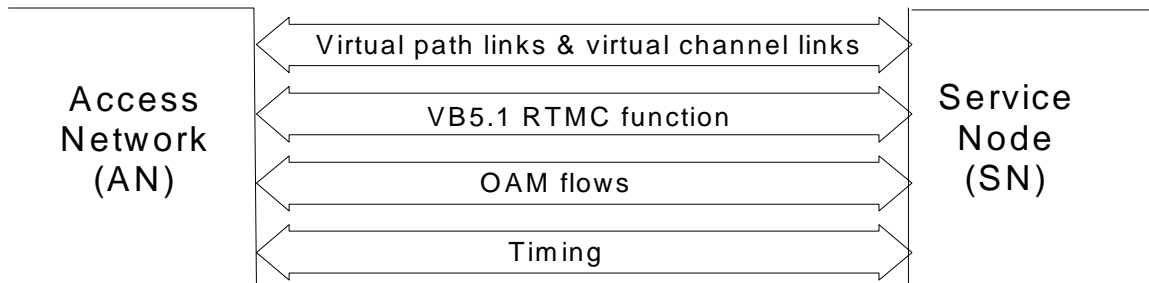 Virtual path links & virtual channel links
Access
Network
(AN)
VB5.1 RTMC function
OAM flows
Timing
Service
Node
(SN)